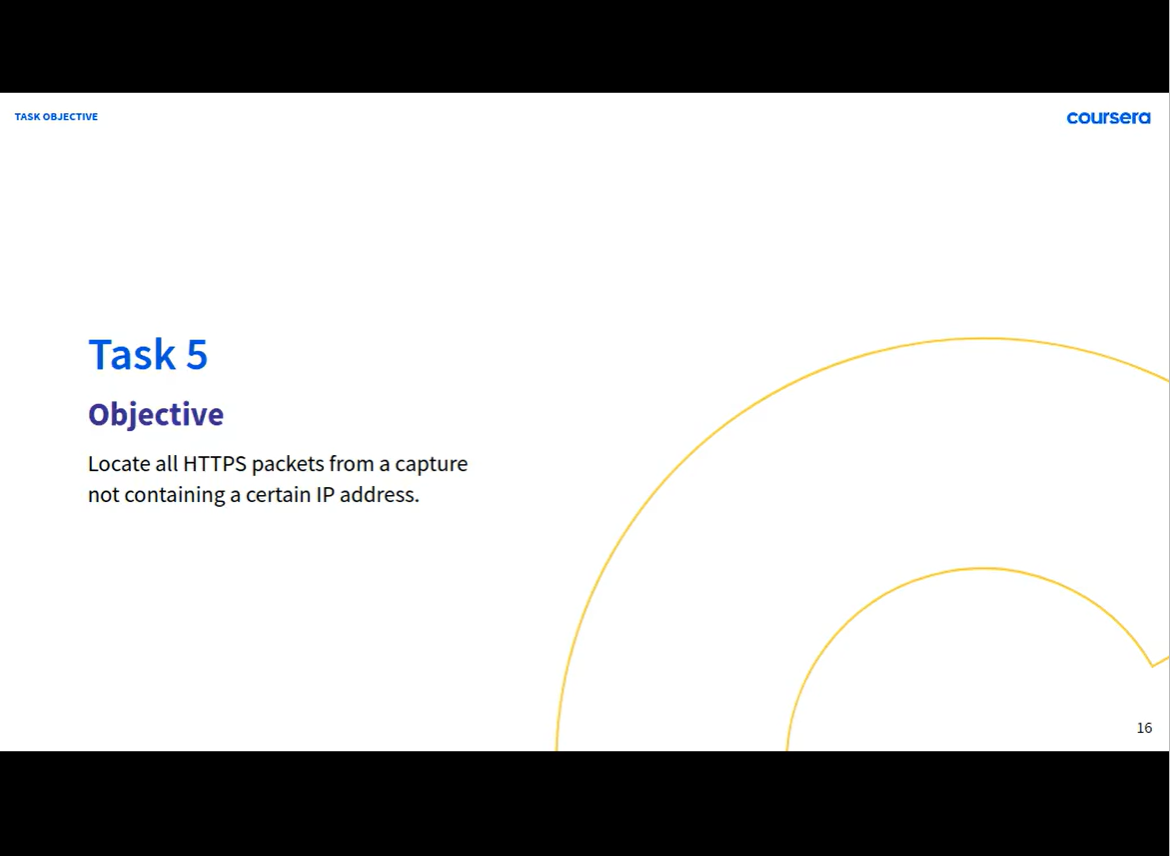 TASK OBJECTIVE
coursera
Task 5
Objective
Locate all HTTPS packets from a capture
not containing a certain IP address.
16